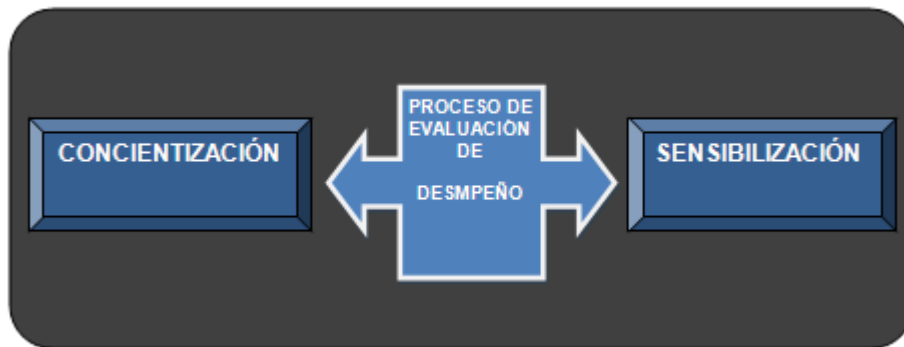 CONCIENTIZACIÓN
PROCESO DE
EVALUACIÓN
DE
DESMPEÑO
SENSIBILIZACIÓN